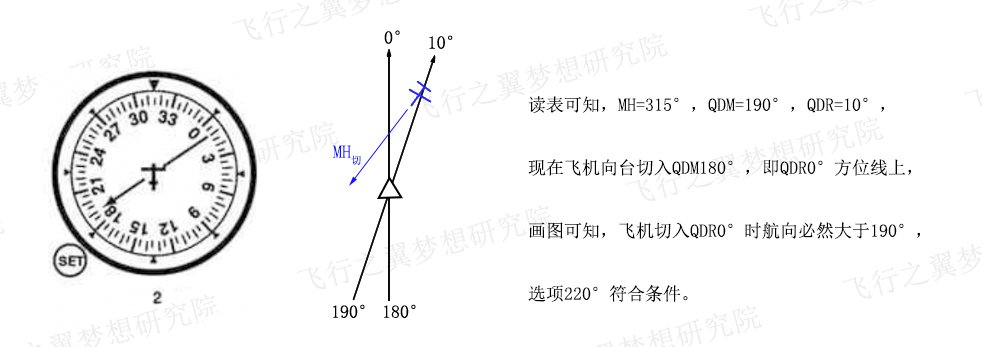 0°
10°
33
30
0
27
24
3
21
6
18
9
15
12
SET
2
MH切
190°
180°
读表可知，MH=315°，QDM=190°，QDR=10°，
现在飞机向台切入QDM180°，即QDR0°方位线上，
画图可知，飞机切入QDR0°时航向必然大于190°，
选项220°符合条件。
飞行之翼梦想研究院